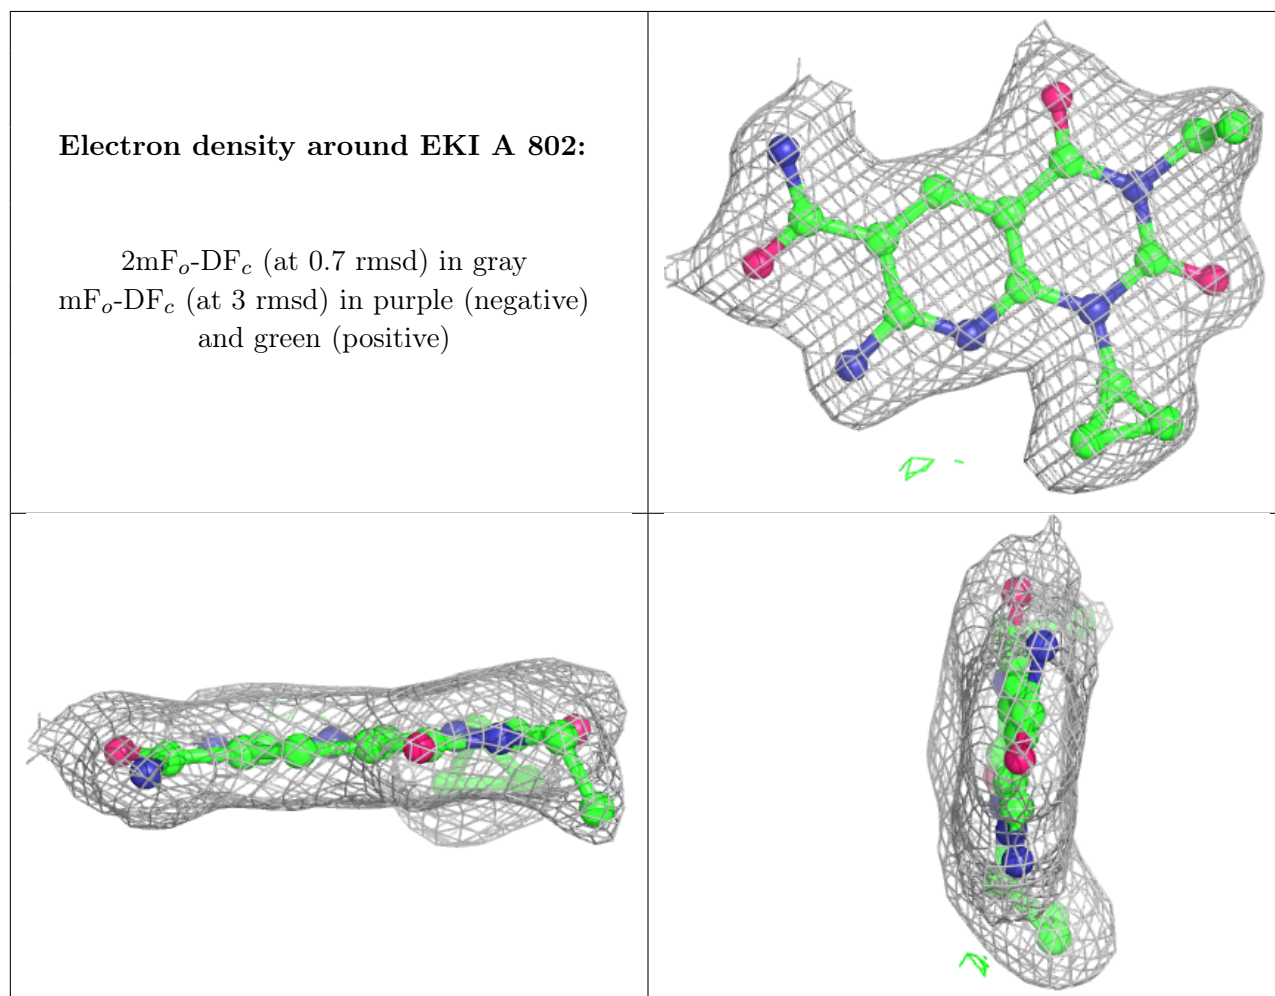 Electron density around EKI A 802:
2mFo-DFc (at 0.7 rmsd) in gray
mFo-DFc (at 3 rmsd) in purple (negative)
and green (positive)